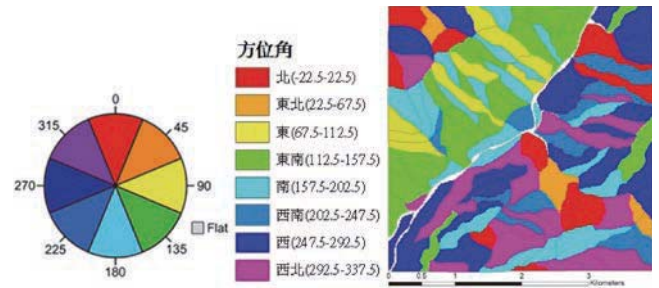 0
45
90
135
180
225
270
315
Flat
方位角
北(-22.5-22.5)
東北(22.5-67.5)
東(67.5-112.5)
東南(112.5-157.5)
南(157.5-202.5)
西南(202.5-247.5)
西(247.5-292.5)
西北(292.5-337.5)
0 0.5 1 2 3 4
Kilometers